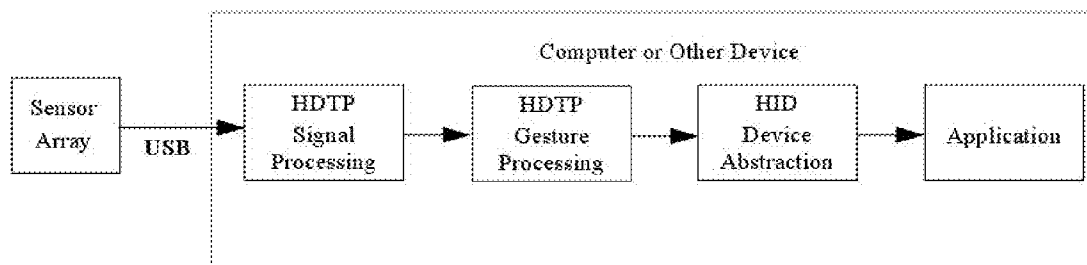 Computer or Other Device
Sensor
Array
USB
HDTP
Signal
Processing
HDTP
Gesture
Processing
HID
Device
Abstraction
Application